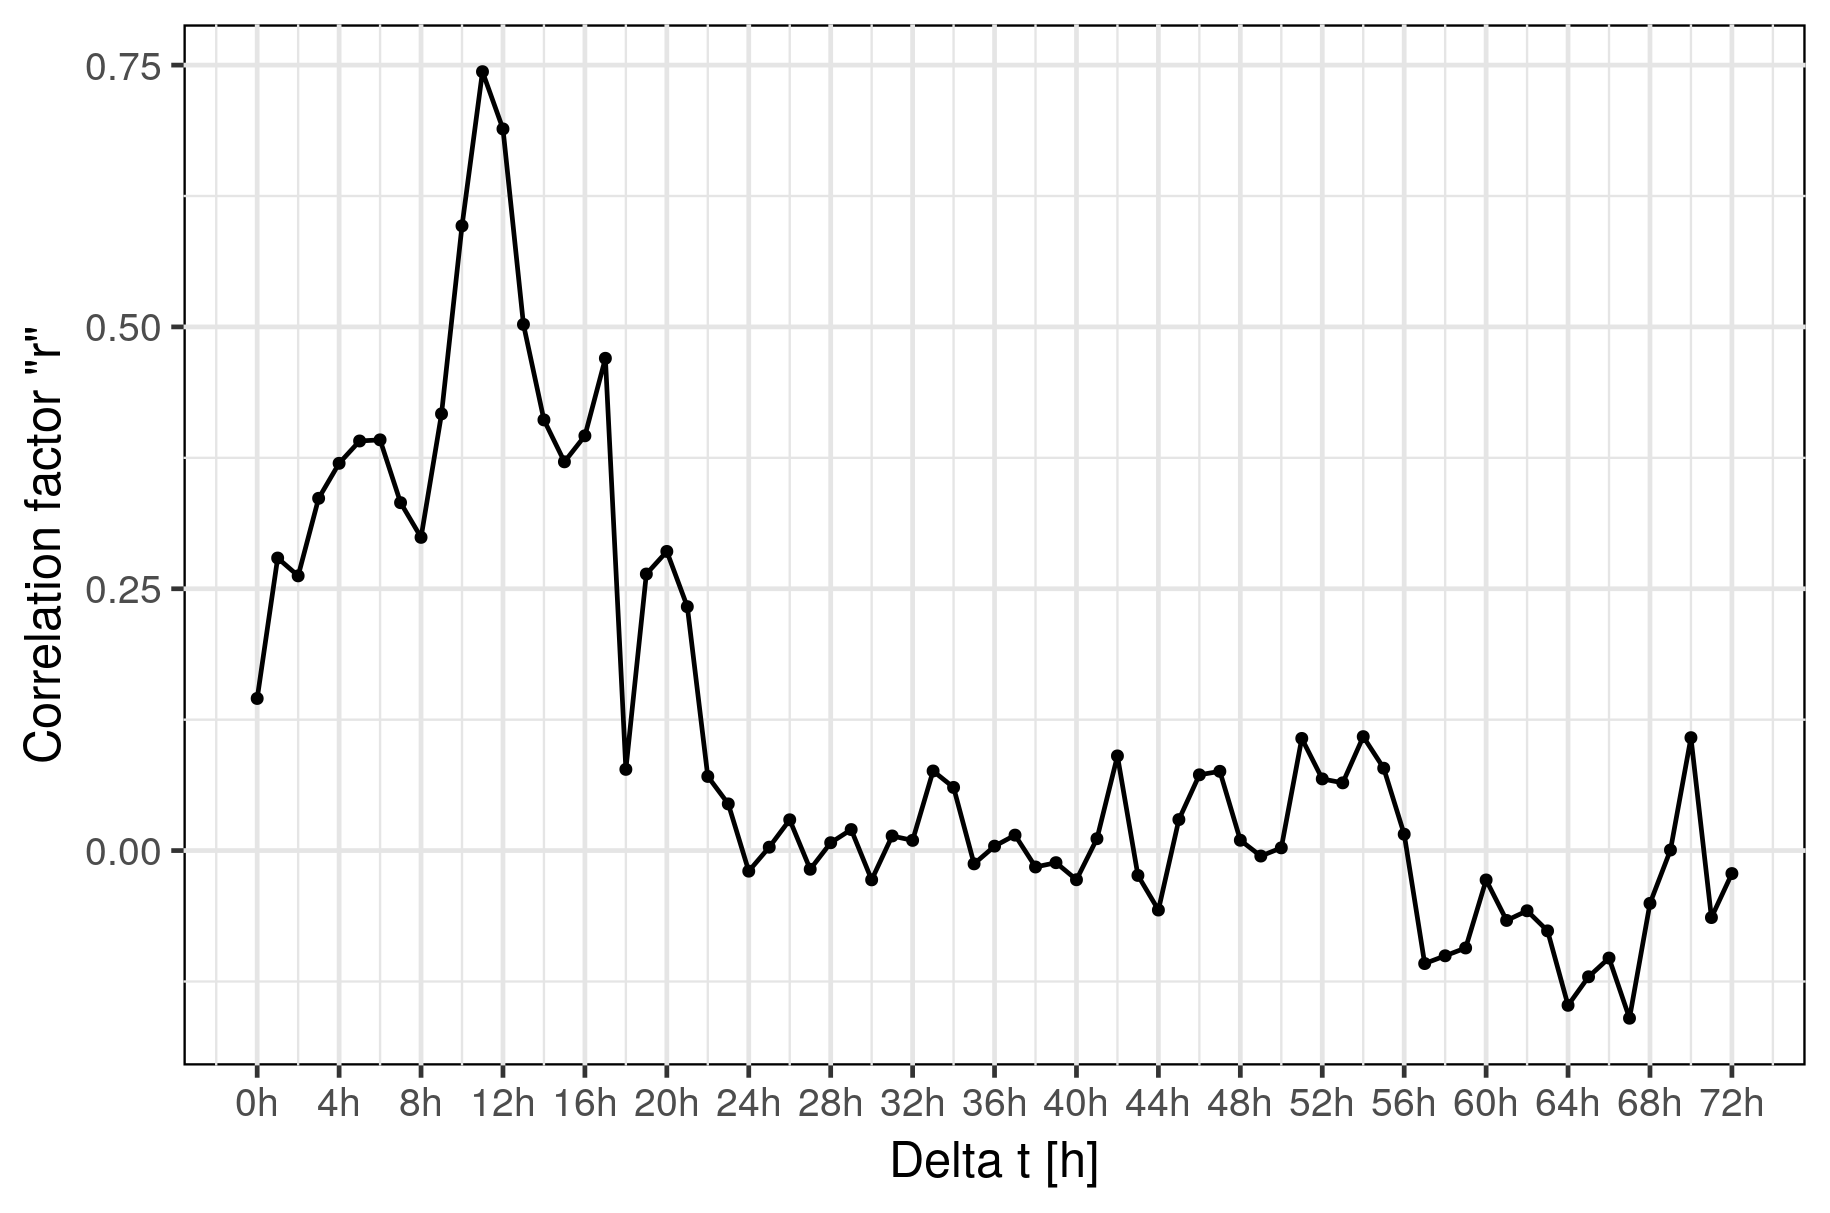 Correlation factor "r"
0.75
0.50
0.25
0.00
0h 4h 8h 12h 16h 20h 24h 28h 32h 36h 40h 44h 48h 52h 56h 60h 64h 68h 72h
Delta t [h]